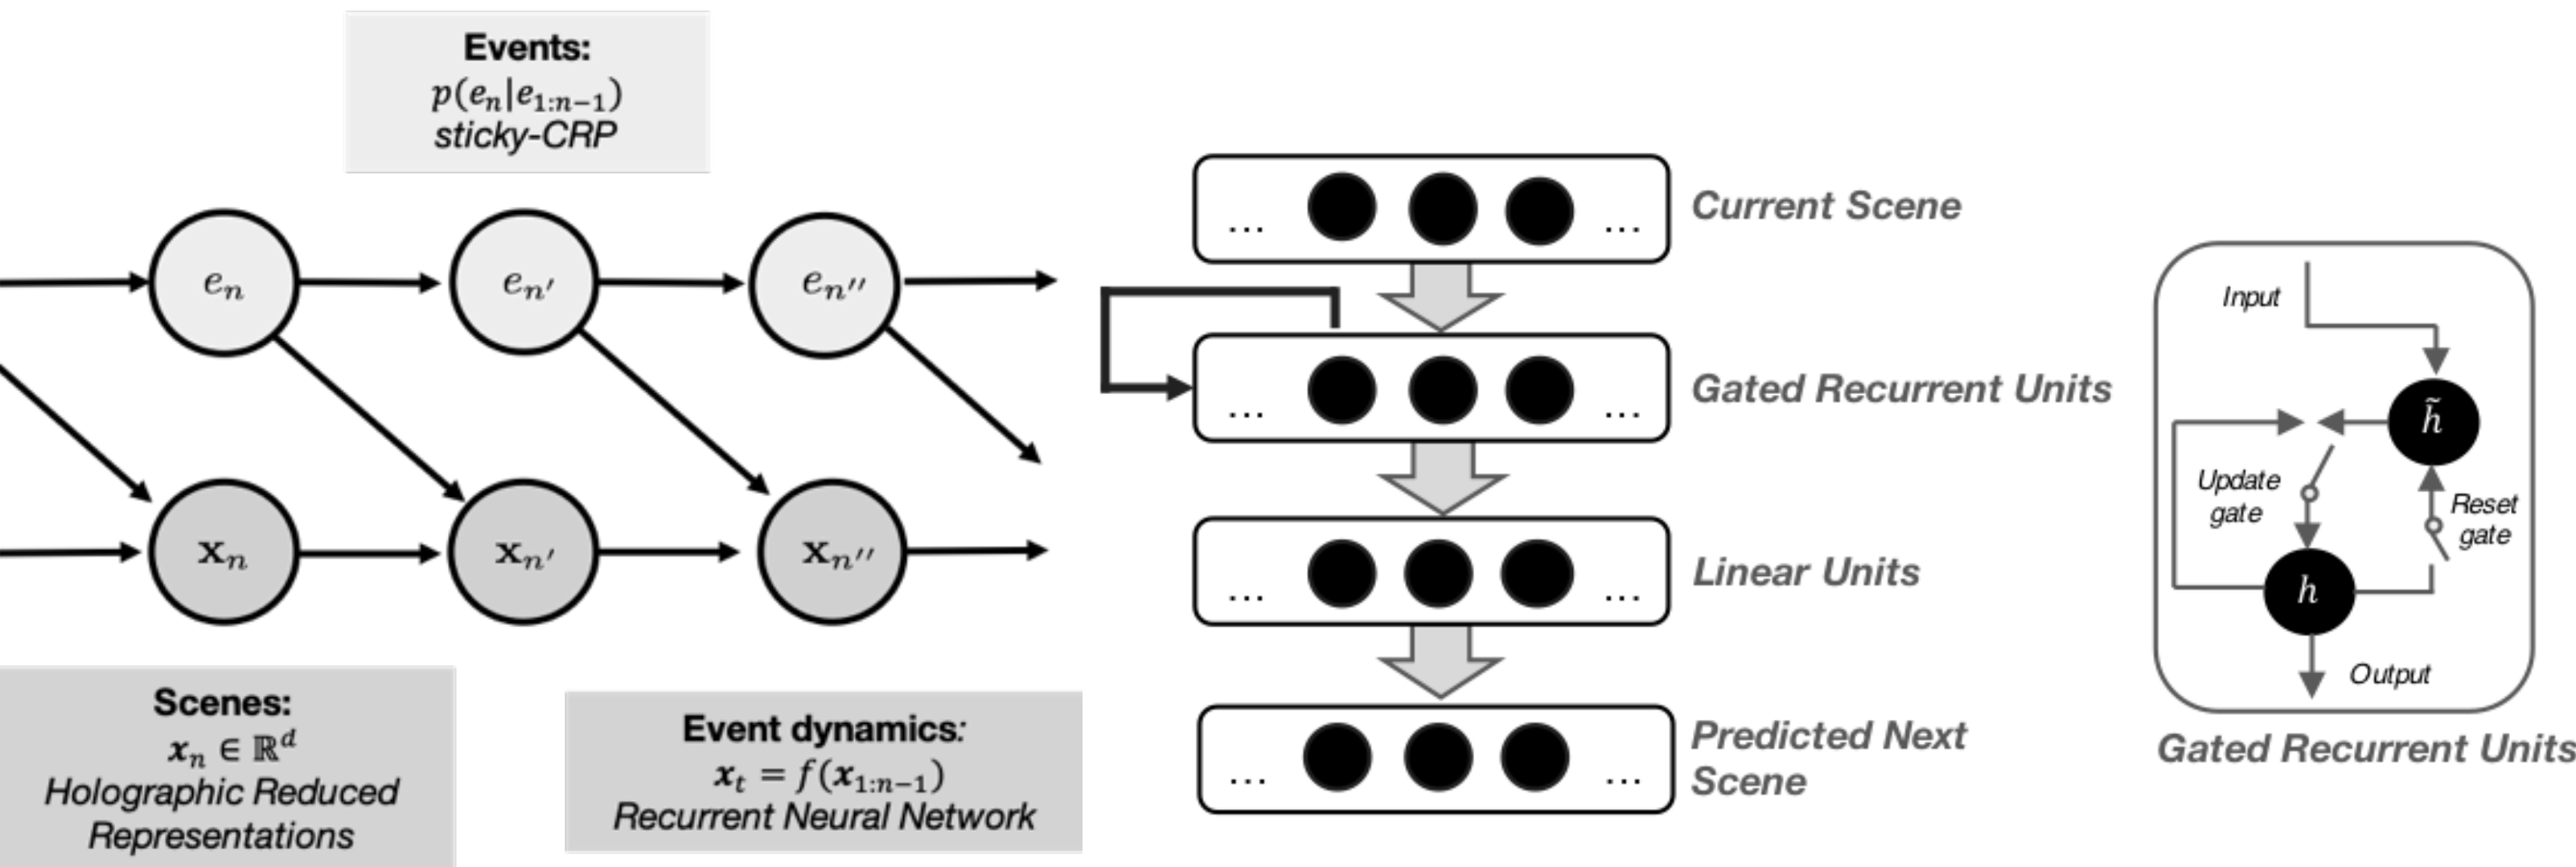 Events:
p(eₙ|e₁:ₙ₋₁)
sticky-CRP
eₙ
eₙ′
eₙ″
xₙ
xₙ′
xₙ″
Scenes:
xₙ ∈ ℝᵈ
Holographic Reduced
Representations
Event dynamics:
xₜ = f(x₁:ₙ₋₁)
Recurrent Neural Network
... ... Current Scene
... ... Gated Recurrent Units
... ... Linear Units
... ... Predicted Next
Scene
Input
h̃
Update
gate
Reset
gate
h
Output
Gated Recurrent Units